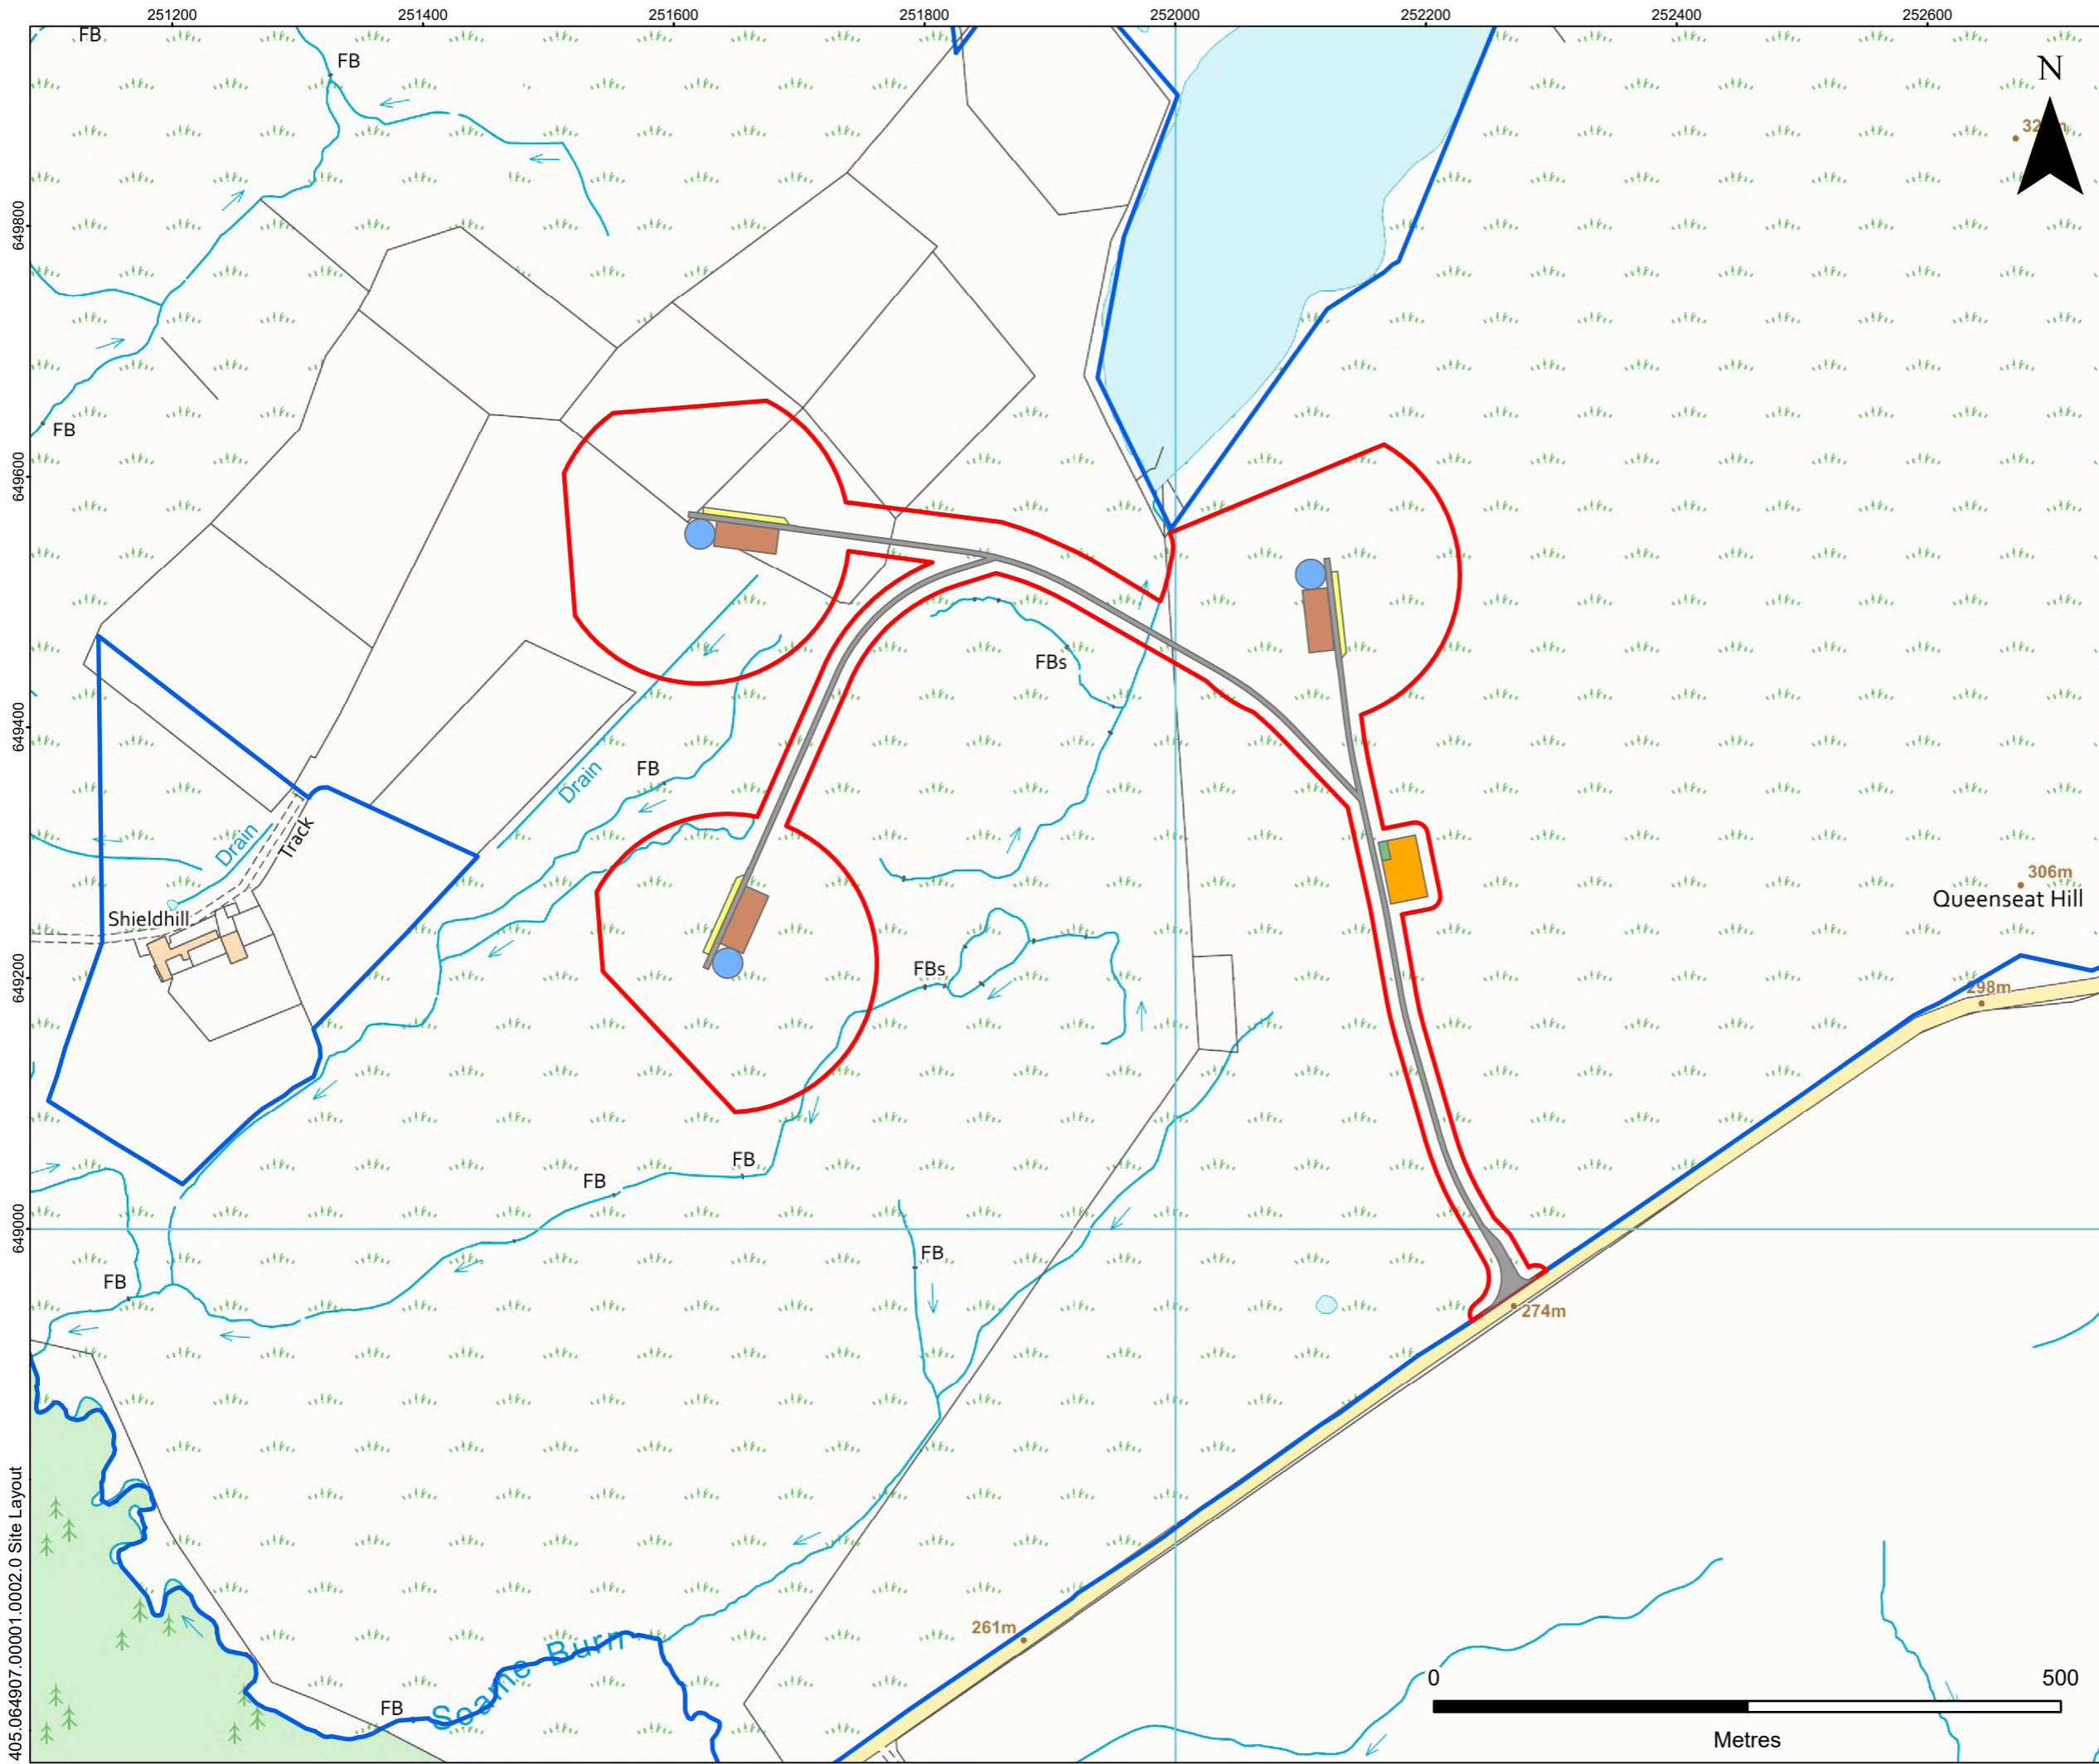 251200 251400 251600 251800 252000 252200 252400 252600
FB
FB
N
649800
FB
649600
FBs
649400
FB
Drain
Drain
Track
306m
Queenseat Hill
Shieldhill
FBs
649200
298m
FB
FB
649000
FB
FB
274m
261m
Soame Burn
FB
0 500
Metres
405.064907.00001.0002.0 Site Layout